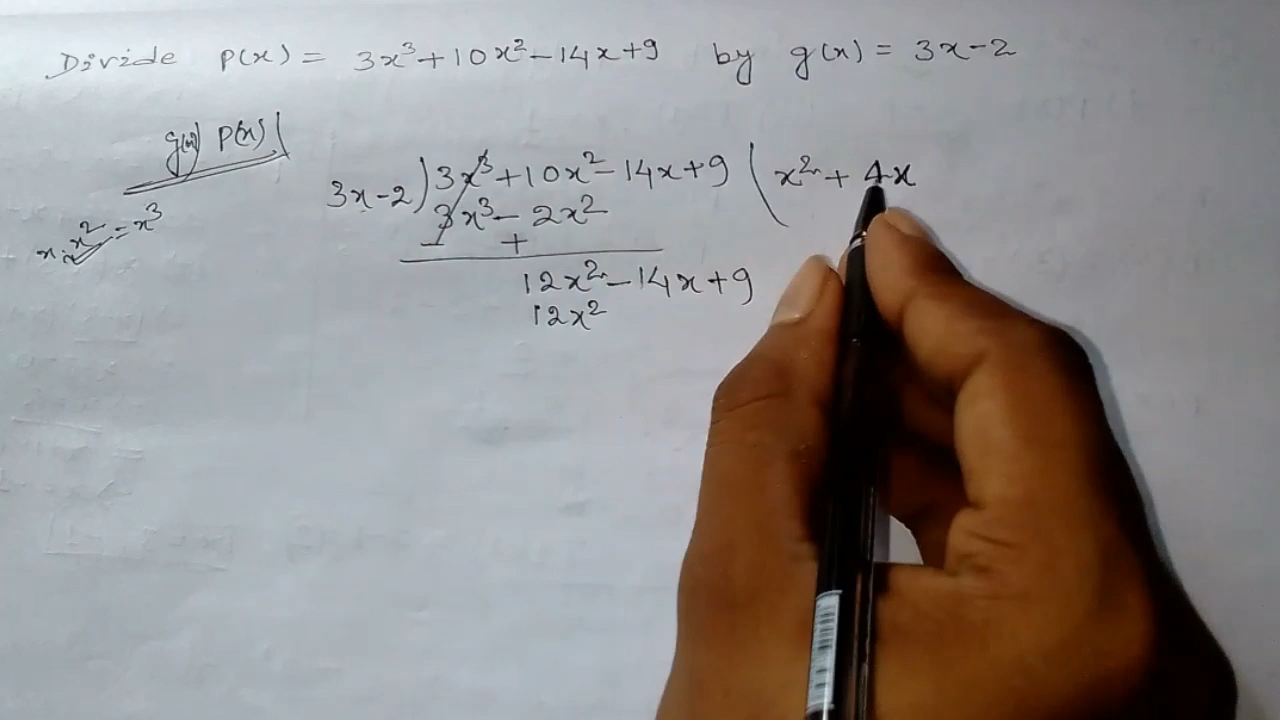 Divide p(x) = 3x³+10x²-14x+9 by g(x) = 3x-2
g(x)) p(x)(
3x-2) 3x³+10x²-14x+9 (x²+4x
3x³- 2x²
- +
x.x²=x³
12x²-14x+9
12x²